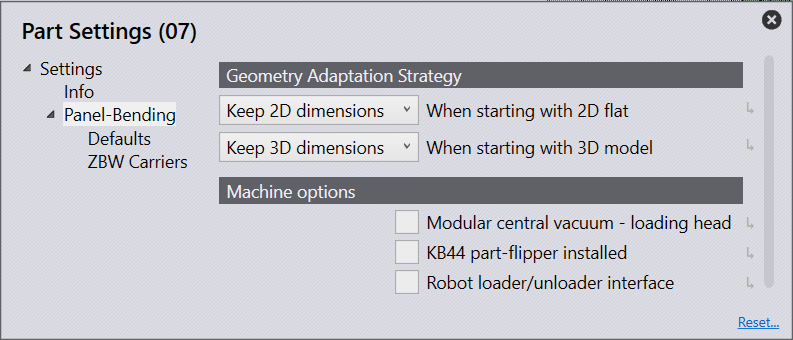 Part Settings (07)
Settings
Info
Panel-Bending
Defaults
ZBW Carriers
Geometry Adaptation Strategy
Keep 2D dimensions When starting with 2D flat
Keep 3D dimensions When starting with 3D model
Machine options
Modular central vacuum - loading head
KB44 part-flipper installed
Robot loader/unloader interface
Reset...